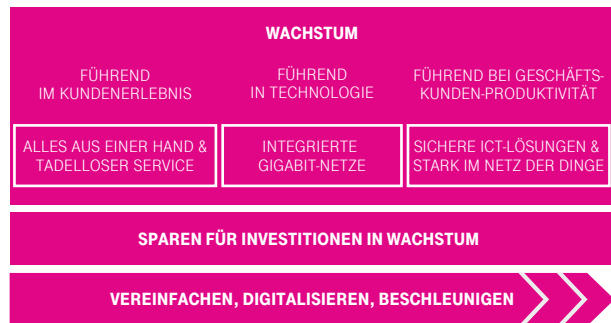 WACHSTUM
FÜHREND
IM KUNDENERLEBNIS
FÜHREND
IN TECHNOLOGIE
FÜHREND BEI GESCHÄFTS-
KUNDEN-PRODUKTIVITÄT
ALLES AUS EINER HAND &
TADELLOSER SERVICE
INTEGRIERTE
GIGABIT-NETZE
SICHERE ICT-LÖSUNGEN &
STARK IM NETZ DER DINGE
SPAREN FÜR INVESTITIONEN IN WACHSTUM
VEREINFACHEN, DIGITALISIEREN, BESCHLEUNIGEN